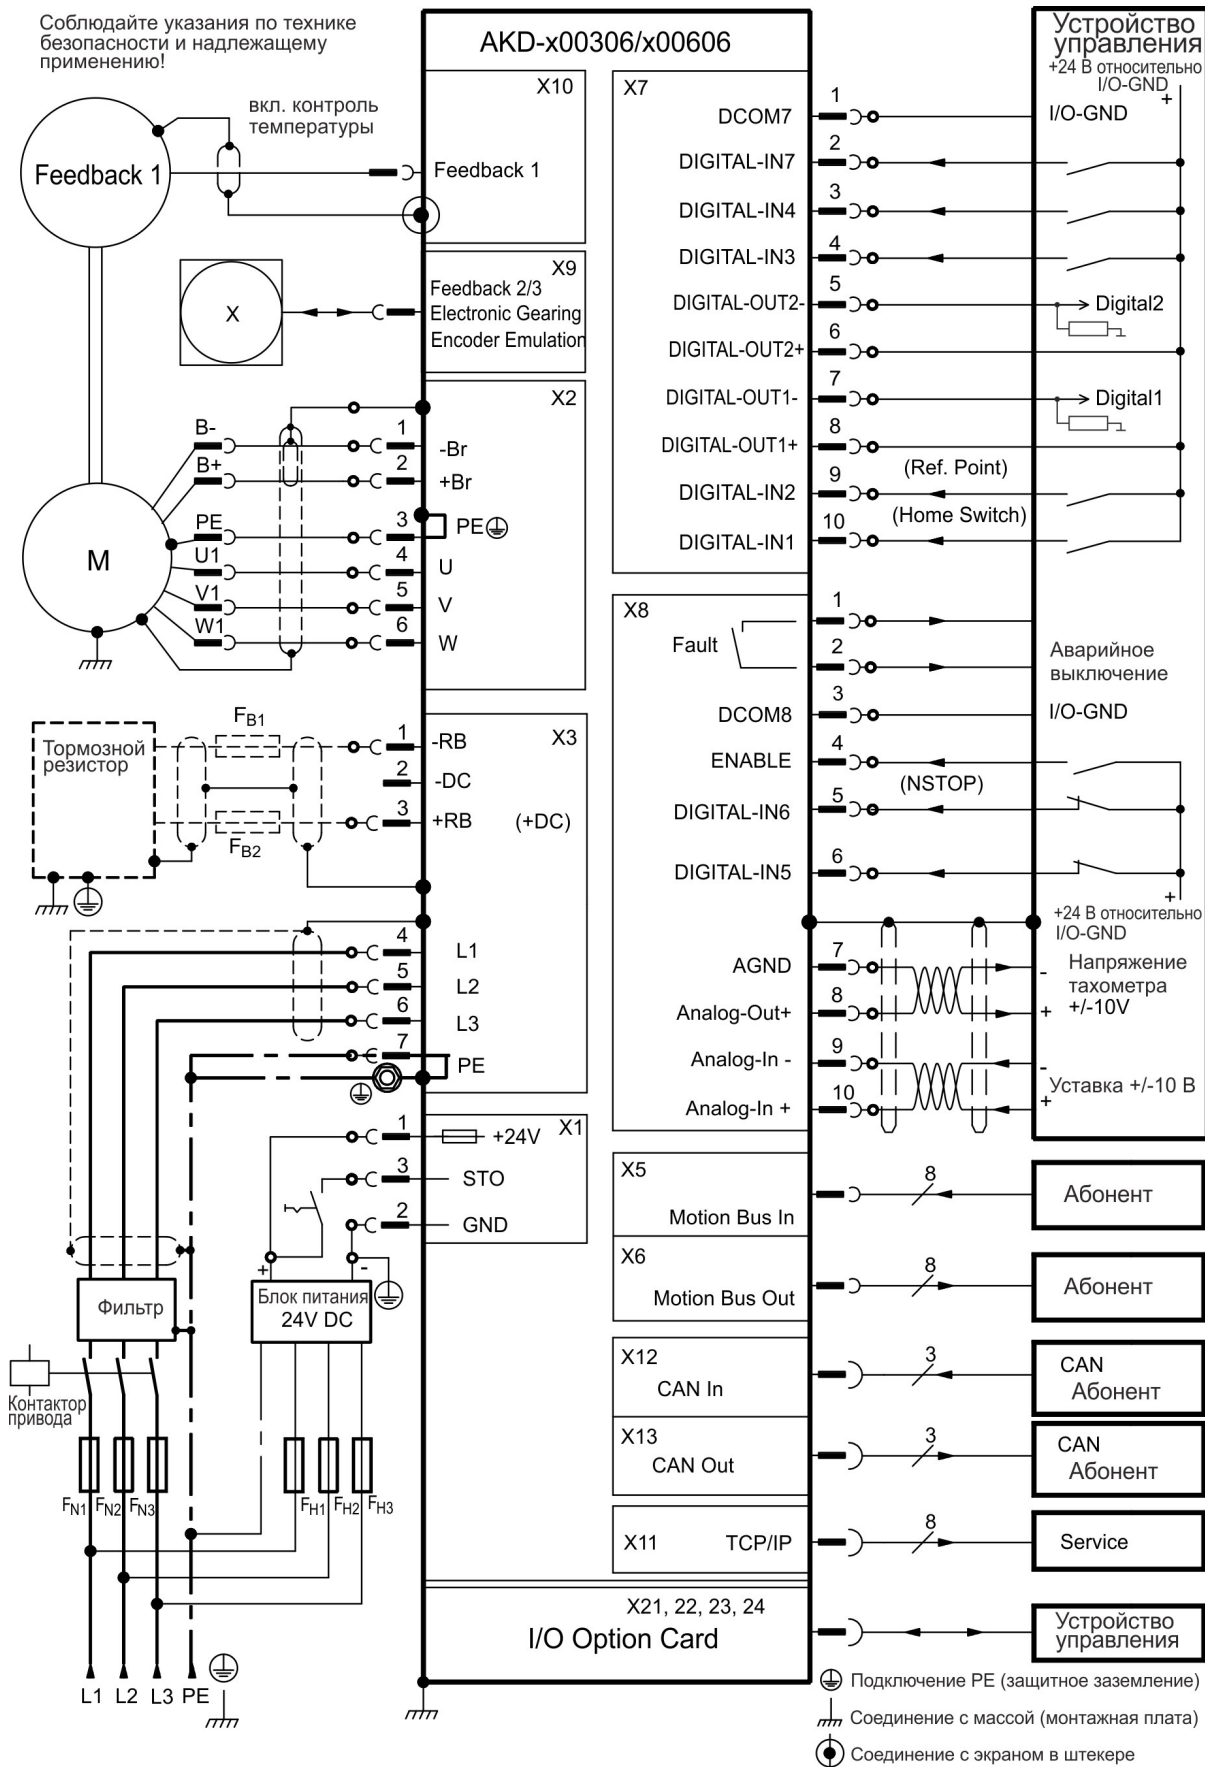 Соблюдайте указания по технике
безопасности и надлежащему
применению!
AKD-x00306/x00606
Устройство
управления
+24 В относительно
I/O-GND
+
вкл. контроль
температуры
Feedback 1
X10
Feedback 1
X9
Feedback 2/3
Electronic Gearing
Encoder Emulation
X
X2
B-
1
-Br
B+
2
+Br
PE
3
PE
U1
4
U
V1
5
V
W1
6
W
M
Тормозной
резистор
FB1
FB2
X3
1
-RB
2
-DC
3
+RB
(+DC)
4
L1
5
L2
6
L3
7
PE
X1
1
+24V
3
STO
2
GND
+
-
Фильтр
Блок питания
24V DC
Контактор
привода
FN1
FN2
FN3
FH1
FH2
FH3
L1
L2
L3
PE
X7
DCOM7
1
I/O-GND
DIGITAL-IN7
2
DIGITAL-IN4
3
DIGITAL-IN3
4
DIGITAL-OUT2-
5
Digital2
DIGITAL-OUT2+
6
DIGITAL-OUT1-
7
Digital1
DIGITAL-OUT1+
8
DIGITAL-IN2
9
(Ref. Point)
DIGITAL-IN1
10
(Home Switch)
X8
Fault
1
2
Аварийное
выключение
DCOM8
3
I/O-GND
ENABLE
4
(NSTOP)
DIGITAL-IN6
5
DIGITAL-IN5
6
+
+24 В относительно
I/O-GND
AGND
7
-
Напряжение
тахометра
+/-10V
Analog-Out+
8
+
Analog-In -
9
-
Уставка +/-10 В
Analog-In +
10
+
X5
Motion Bus In
8
Абонент
X6
Motion Bus Out
8
Абонент
X12
CAN In
3
CAN
Абонент
X13
CAN Out
3
CAN
Абонент
X11
TCP/IP
8
Service
X21, 22, 23, 24
I/O Option Card
Устройство
управления
Подключение PE (защитное заземление)
Соединение с массой (монтажная плата)
Соединение с экраном в штекере